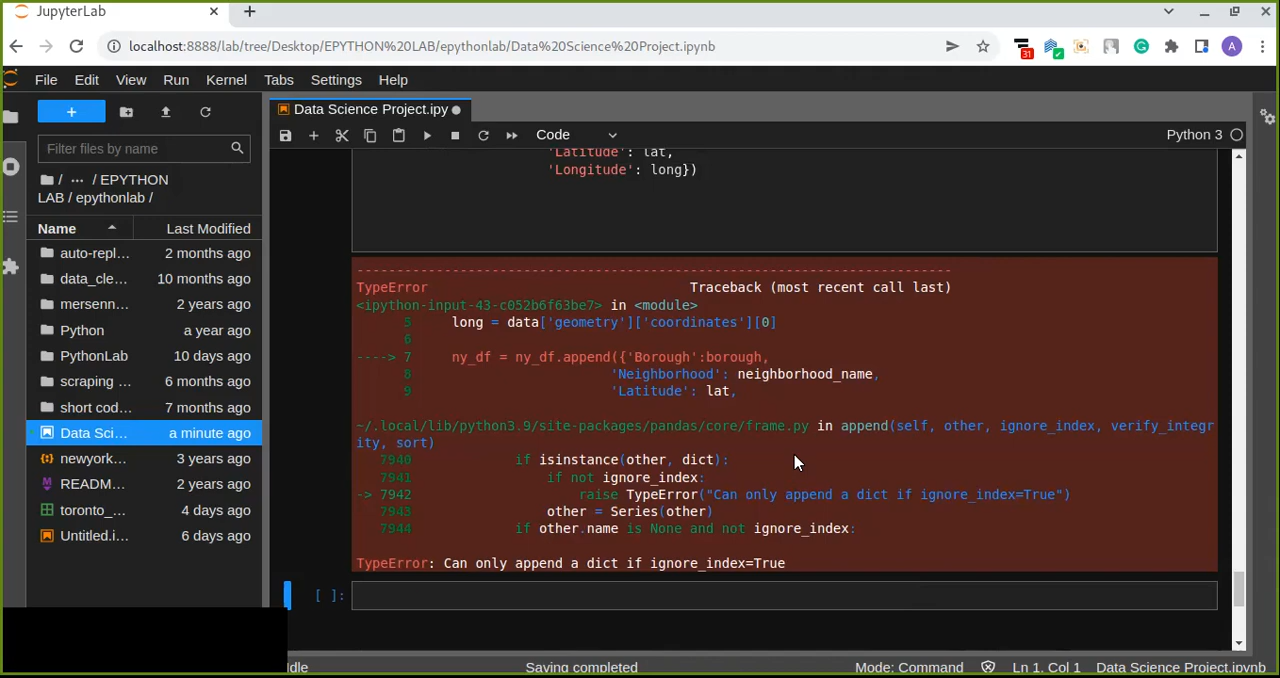 JupyterLab
localhost:8888/lab/tree/Desktop/EPYTHON%20LAB/epythonlab/Data%20Science%20Project.ipynb
31
A
File Edit View Run Kernel Tabs Settings Help
Data Science Project.ipy
Code
Python 3
Filter files by name
/ ... / EPYTHON
LAB / epythonlab /
Name Last Modified
auto-repl... 2 months ago
data_cle... 10 months ago
mersenn... 2 years ago
Python a year ago
PythonLab 10 days ago
scraping ... 6 months ago
short cod... 7 months ago
Data Sci... a minute ago
newyork... 3 years ago
READM... 2 years ago
toronto_... 4 days ago
Untitled.i... 6 days ago
'Latitude': lat,
'Longitude': long})
---------------------------------------------------------------------------
TypeError Traceback (most recent call last)
<ipython-input-43-c052b6f63be7> in <module>
5 long = data['geometry']['coordinates'][0]
6
----> 7 ny_df = ny_df.append({'Borough':borough,
8 'Neighborhood': neighborhood_name,
9 'Latitude': lat,
~/.local/lib/python3.9/site-packages/pandas/core/frame.py in append(self, other, ignore_index, verify_integr
ity, sort)
7940 if isinstance(other, dict):
7941 if not ignore_index:
-> 7942 raise TypeError("Can only append a dict if ignore_index=True")
7943 other = Series(other)
7944 if other.name is None and not ignore_index:
TypeError: Can only append a dict if ignore_index=True
[ ]:
Idle Saving completed Mode: Command Ln 1, Col 1 Data Science Project.ipynb